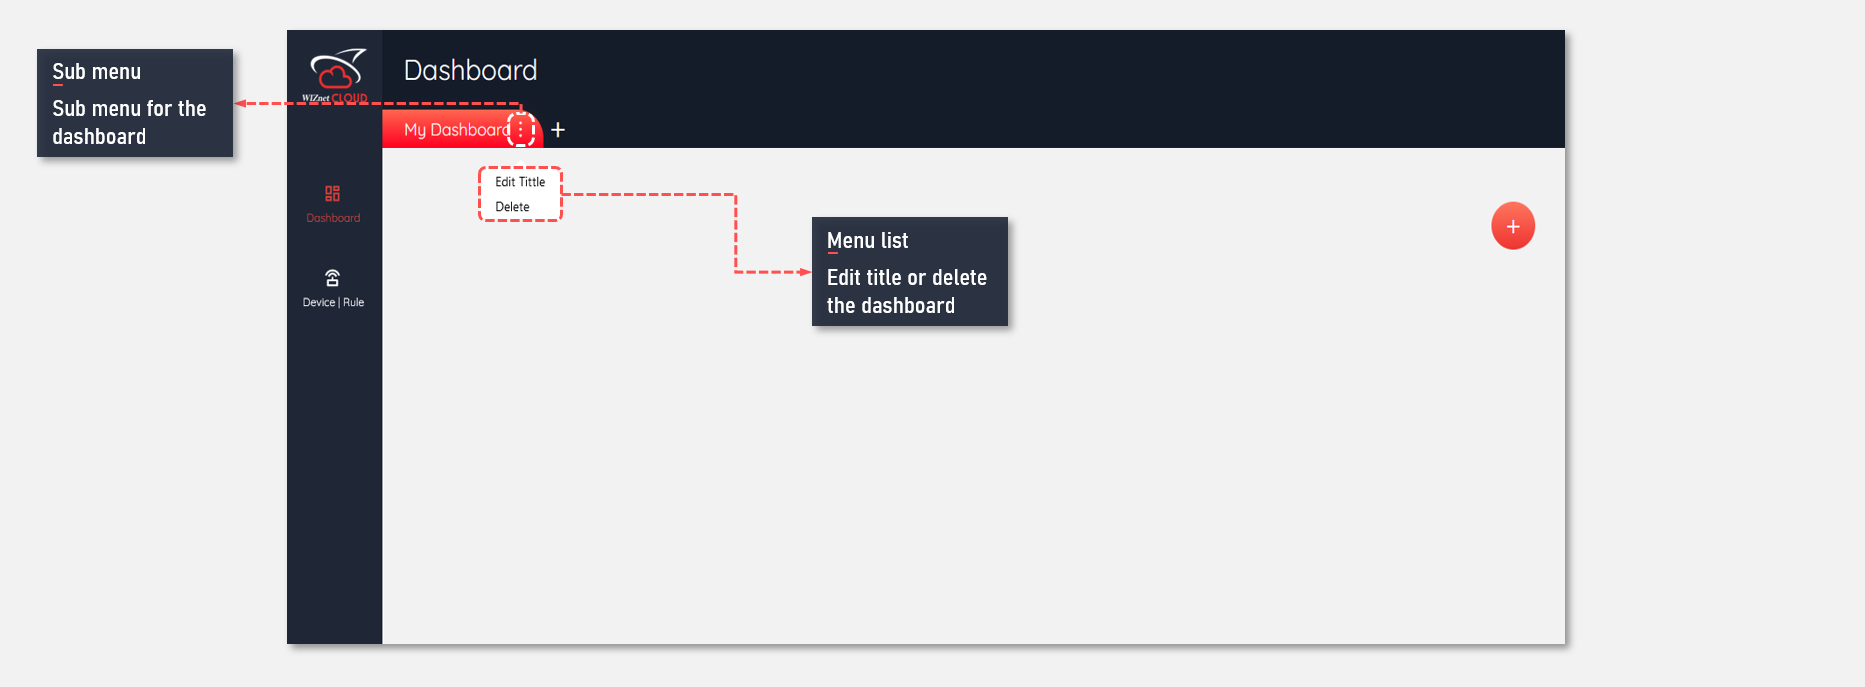 Sub menu
Sub menu for the
dashboard
WIZnet CLOUD
Dashboard
My Dashboard
+
Edit Tittle
Delete
Dashboard
Device | Rule
Menu list
Edit title or delete
the dashboard
+